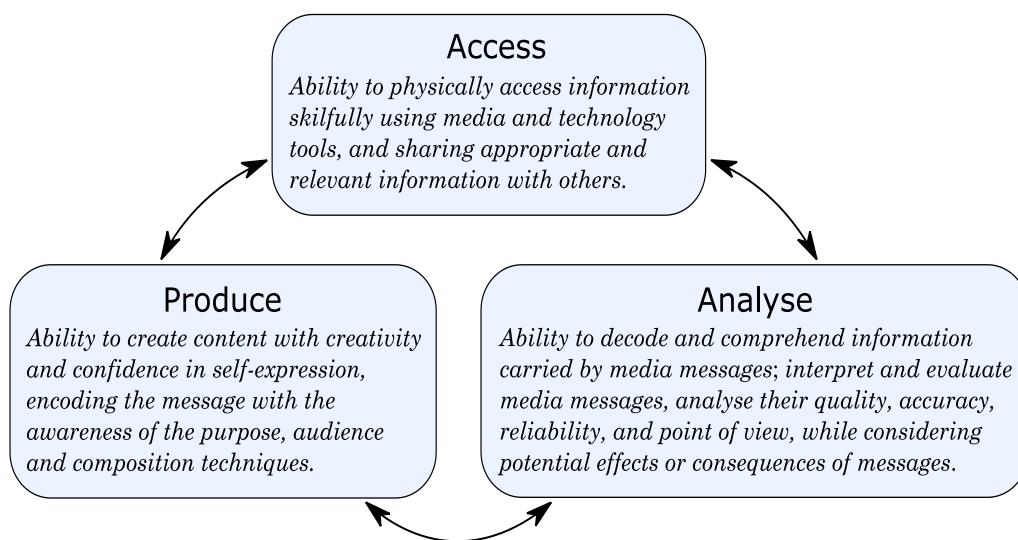 Access
Ability to physically access information
skilfully using media and technology
tools, and sharing appropriate and
relevant information with others.
Produce
Ability to create content with creativity
and confidence in self-expression,
encoding the message with the
awareness of the purpose, audience
and composition techniques.
Analyse
Ability to decode and comprehend information
carried by media messages; interpret and evaluate
media messages, analyse their quality, accuracy,
reliability, and point of view, while considering
potential effects or consequences of messages.